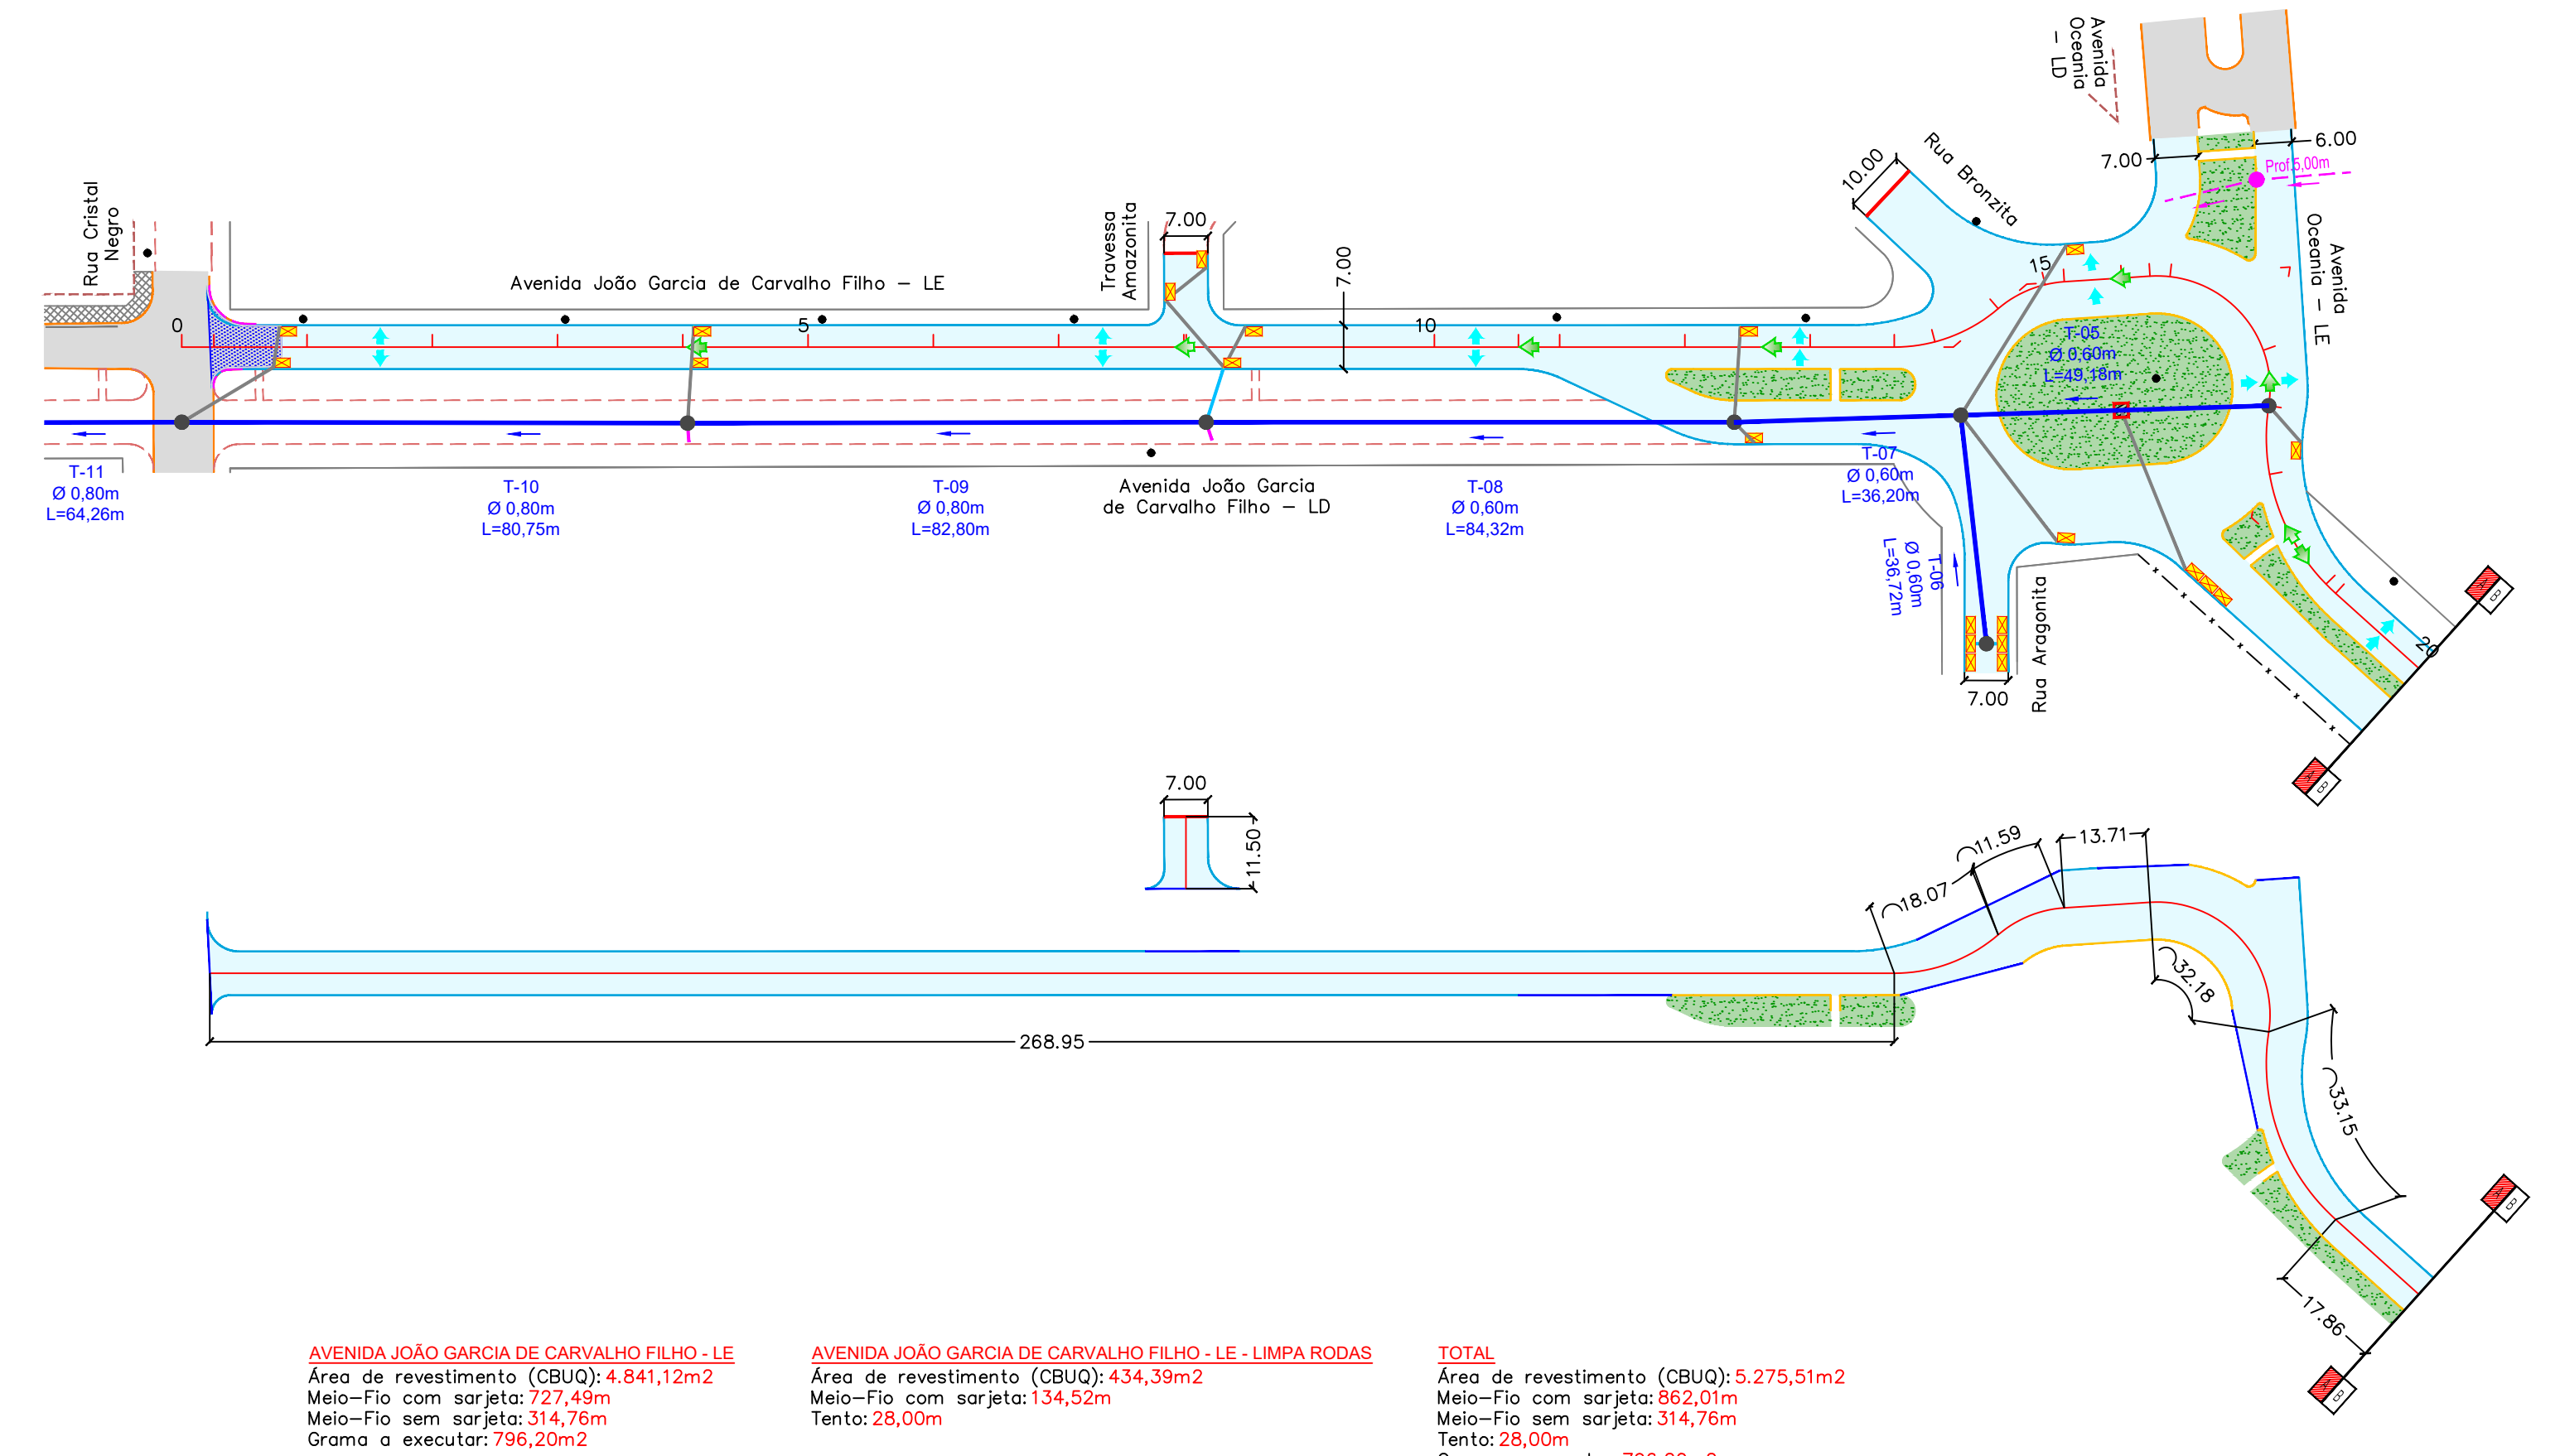 Avenida
Oceania
– LD
Rua Bronzita
10.00
7.00
6.00
Prof.5,00m
Rua Cristal
Negro
Travessa
Amazonita
7.00
Avenida João Garcia de Carvalho Filho – LE
7.00
0
5
10
15
Avenida
Oceania – LE
T-05
Ø 0,60m
L=49,18m
T-11
Ø 0,80m
L=64,26m
T-10
Ø 0,80m
L=80,75m
T-09
Ø 0,80m
L=82,80m
Avenida João Garcia
de Carvalho Filho – LD
T-08
Ø 0,60m
L=84,32m
T-07
Ø 0,60m
L=36,20m
T-06
Ø 0,60m
L=36,72m
Rua Aragonita
7.00
20
B
B
7.00
11.50
18.07
11.59
13.71
32.18
33.15
17.86
268.95
B
B
AVENIDA JOÃO GARCIA DE CARVALHO FILHO - LE
Área de revestimento (CBUQ): 4.841,12m2
Meio–Fio com sarjeta: 727,49m
Meio–Fio sem sarjeta: 314,76m
Grama a executar: 796,20m2
AVENIDA JOÃO GARCIA DE CARVALHO FILHO - LE - LIMPA RODAS
Área de revestimento (CBUQ): 434,39m2
Meio–Fio com sarjeta: 134,52m
Tento: 28,00m
TOTAL
Área de revestimento (CBUQ): 5.275,51m2
Meio–Fio com sarjeta: 862,01m
Meio–Fio sem sarjeta: 314,76m
Tento: 28,00m